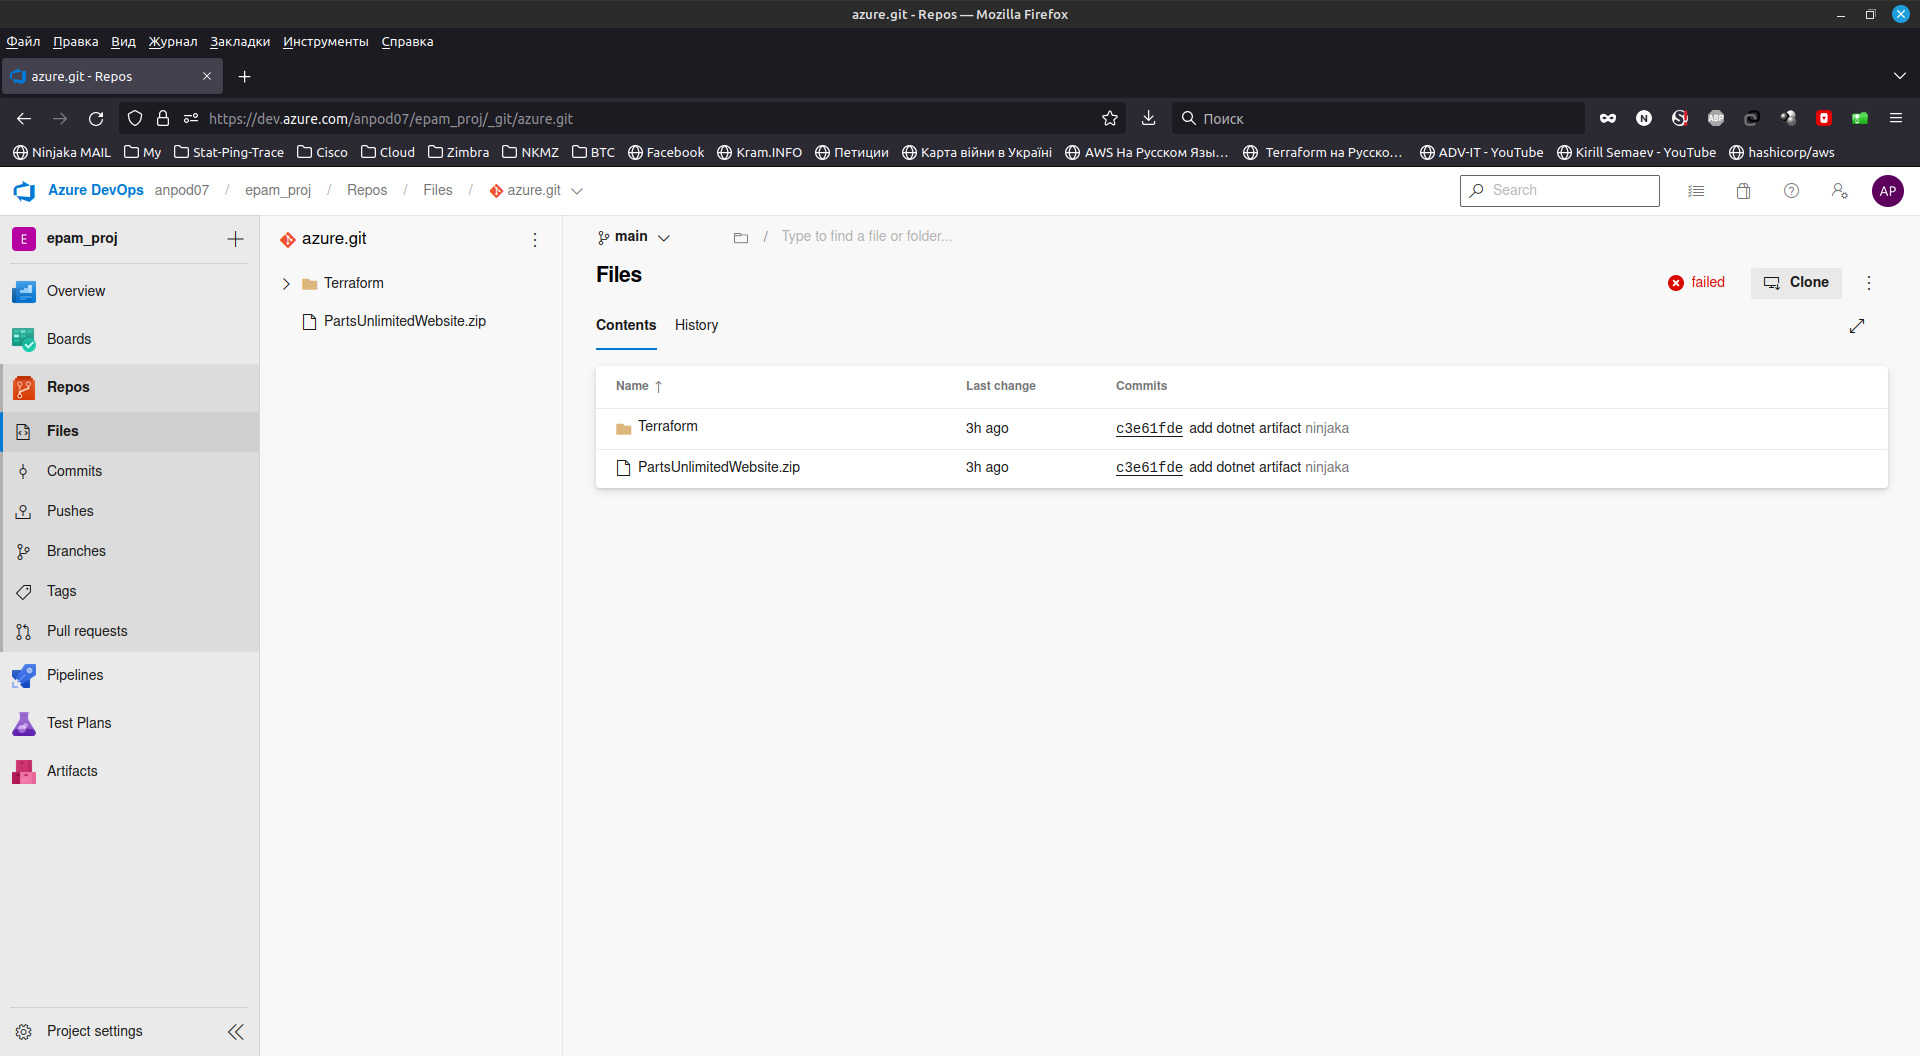 azure.git - Repos — Mozilla Firefox
Файл Правка Вид Журнал Закладки Инструменты Справка
azure.git - Repos
https://dev.azure.com/anpod07/epam_proj/_git/azure.git
Поиск
Ninjaka MAIL My Stat-Ping-Trace Cisco Cloud Zimbra NKMZ BTC Facebook Kram.INFO Петиции Карта війни в Україні AWS На Русском Язы… Terraform на Русско… ADV-IT - YouTube Kirill Semaev - YouTube hashicorp/aws
Azure DevOps anpod07 / epam_proj / Repos / Files / azure.git
Search
AP
E epam_proj
Overview
Boards
Repos
Files
Commits
Pushes
Branches
Tags
Pull requests
Pipelines
Test Plans
Artifacts
Project settings
azure.git
Terraform
PartsUnlimitedWebsite.zip
main / Type to find a file or folder...
Files
failed
Clone
Contents History
Name ↑ Last change Commits
Terraform 3h ago c3e61fde add dotnet artifact ninjaka
PartsUnlimitedWebsite.zip 3h ago c3e61fde add dotnet artifact ninjaka